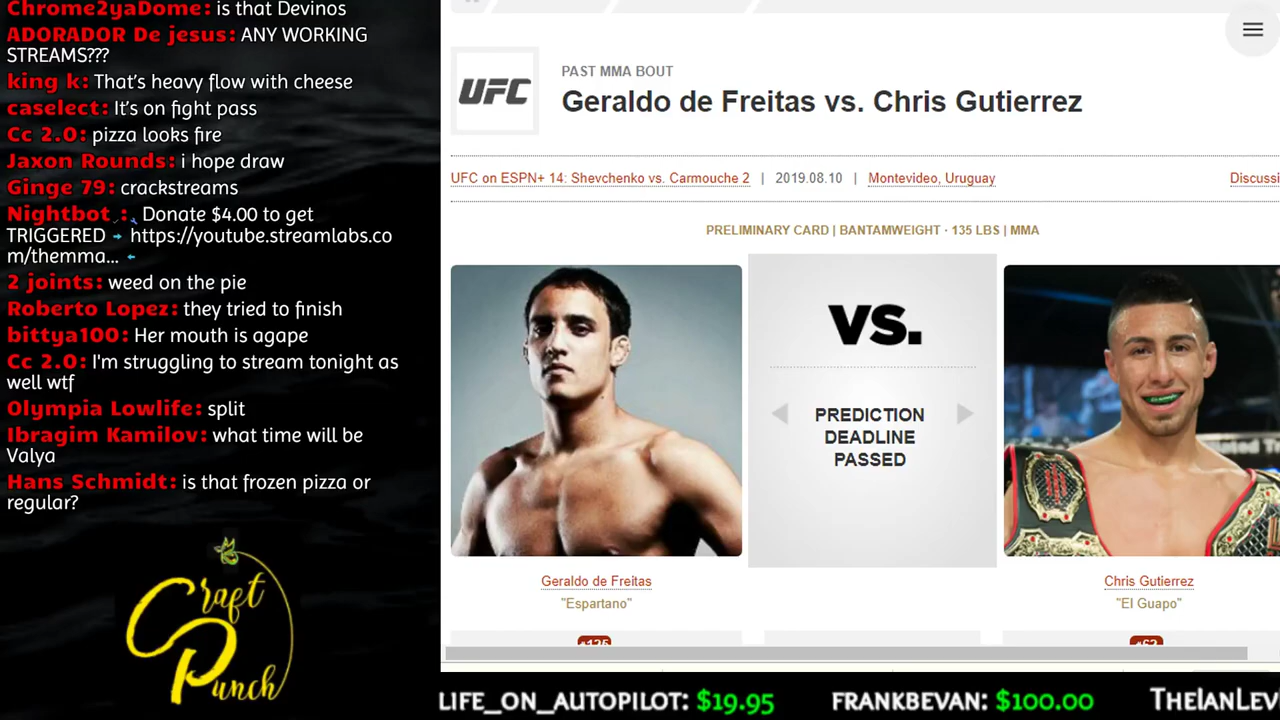 Chrome2yaDome: is that Devinos
ADORADOR De jesus: ANY WORKING
STREAMS???
king k: That's heavy flow with cheese
caselect: It's on fight pass
Cc 2.0: pizza looks fire
Jaxon Rounds: i hope draw
Ginge 79: crackstreams
Nightbot : Donate $4.00 to get
TRIGGERED https://youtube.streamlabs.co
m/themma...
2 joints: weed on the pie
Roberto Lopez: they tried to finish
bittya100: Her mouth is agape
Cc 2.0: I'm struggling to stream tonight as
well wtf
Olympia Lowlife: split
Ibragim Kamilov: what time will be
Valya
Hans Schmidt: is that frozen pizza or
regular?
Craft
Punch
UFC
PAST MMA BOUT
Geraldo de Freitas vs. Chris Gutierrez
UFC on ESPN+ 14: Shevchenko vs. Carmouche 2 | 2019.08.10 | Montevideo, Uruguay Discussi
PRELIMINARY CARD | BANTAMWEIGHT · 135 LBS | MMA
VS.
PREDICTION
DEADLINE
PASSED
Geraldo de Freitas
"Espartano"
Chris Gutierrez
"El Guapo"
LIFE_ON_AUTOPILOT: $19.95 FRANKBEVAN: $100.00 TheIanLev